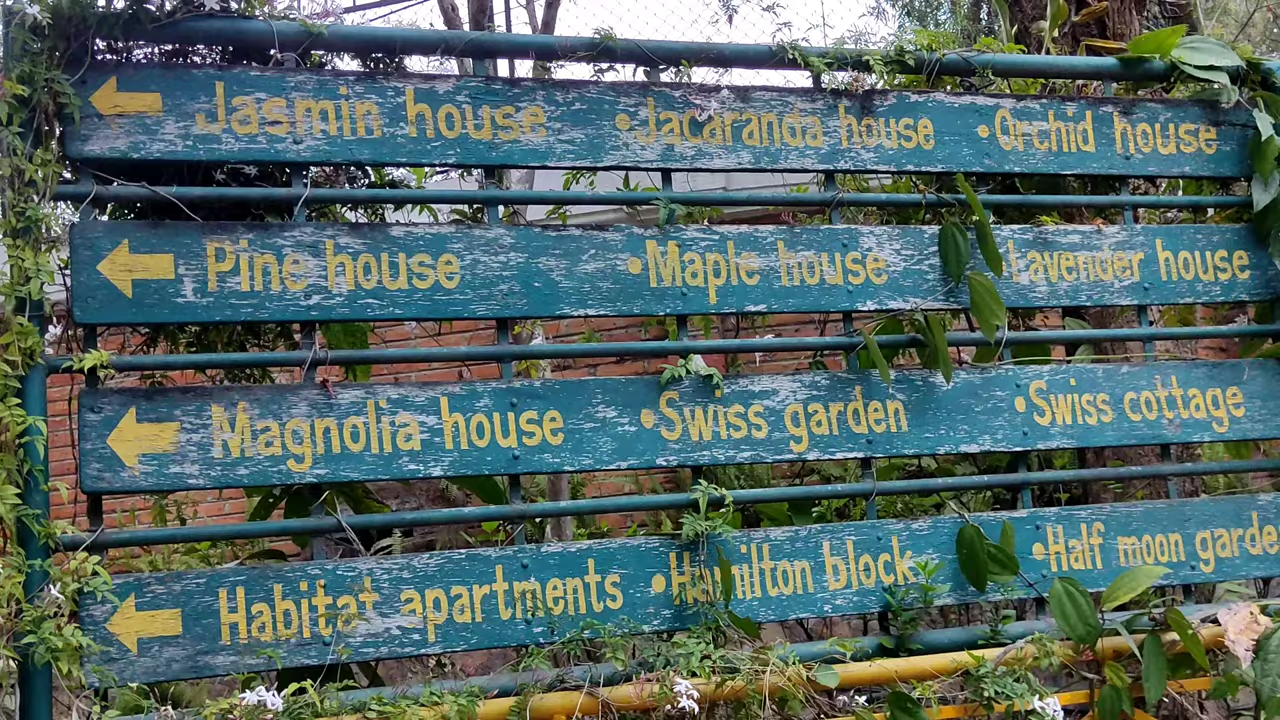 Jasmin house •Jacaranda house •Orchid house
Pine house •Maple house Lavender house
Magnolia house •Swiss garden •Swiss cottage
Habitat apartments •Hamilton block •Half moon garde